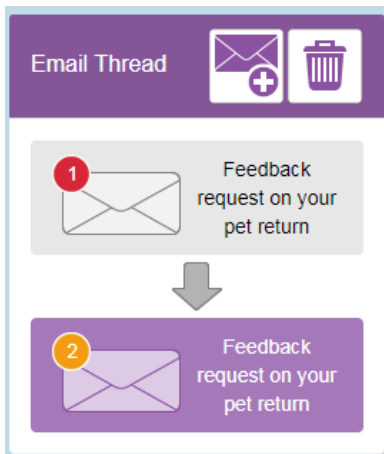 Email Thread
1
Feedback
request on your
pet return
2
Feedback
request on your
pet return